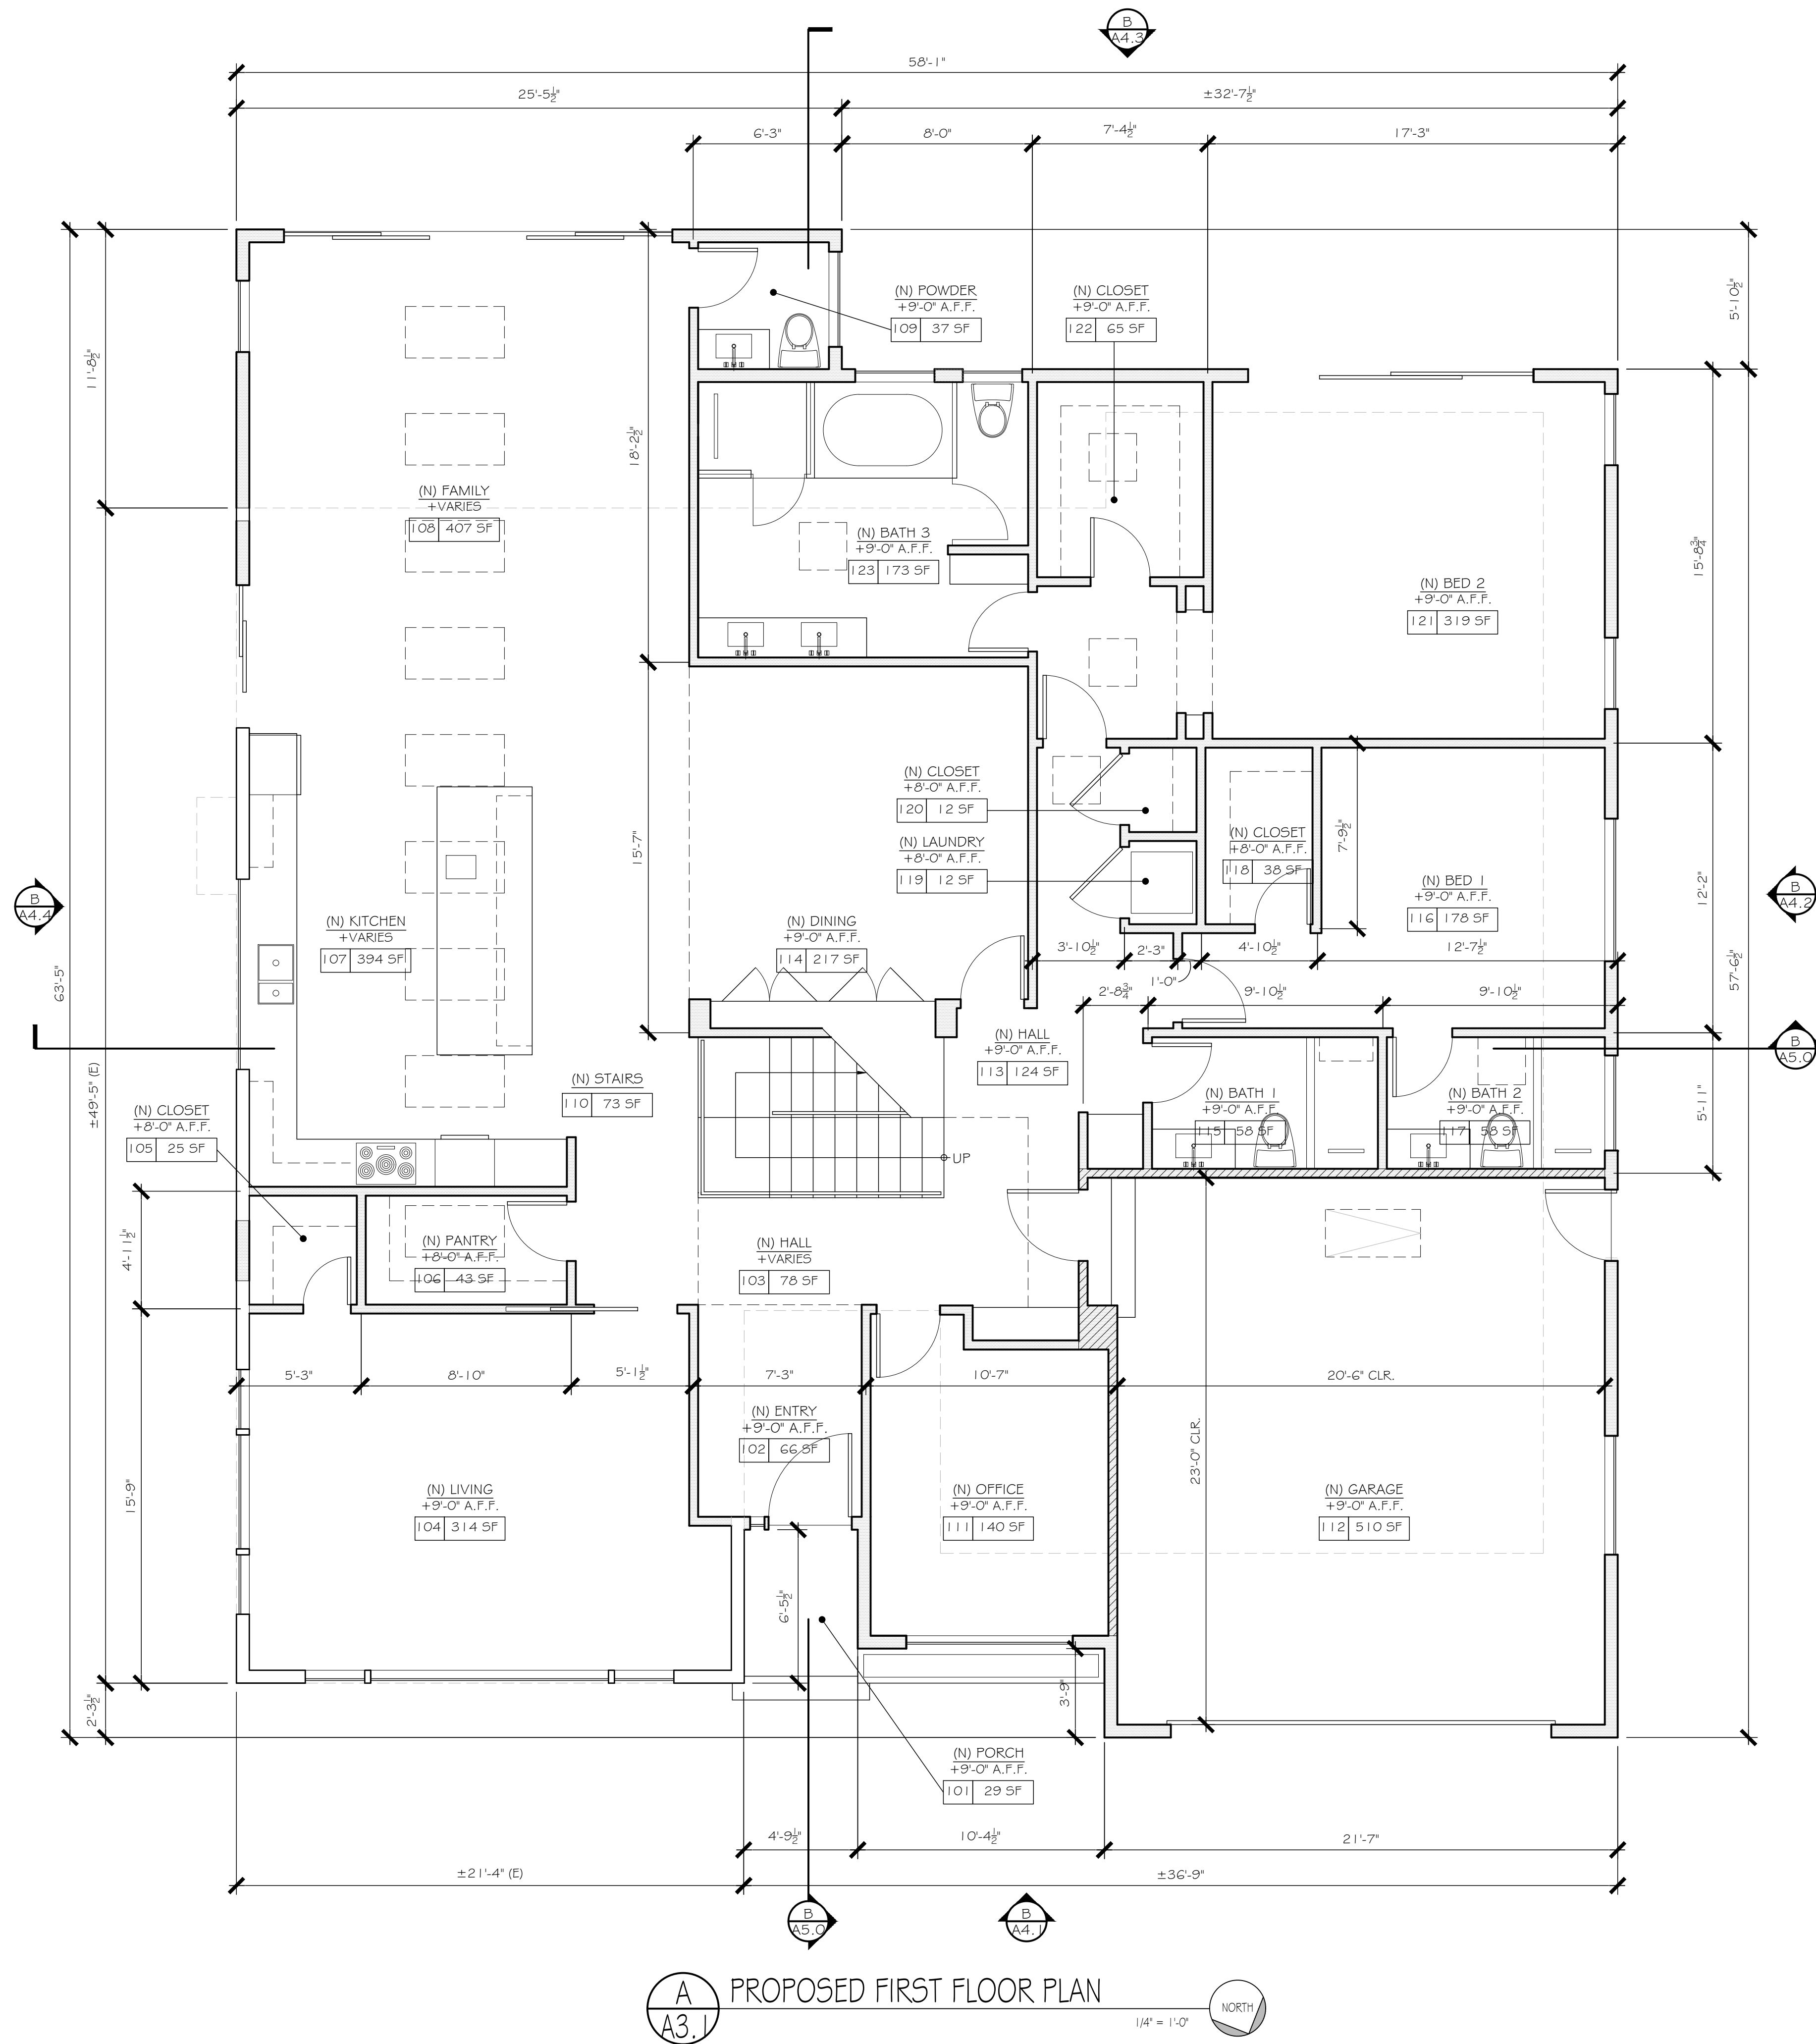 B
A4.3
58'-1"
25'-5½"
±32'-7½"
6'-3"
8'-0"
7'-4½"
17'-3"
(N) POWDER
+9'-0" A.F.F.
109 37 SF
(N) CLOSET
+9'-0" A.F.F.
122 65 SF
5'-10½"
11'-8½"
18'-2½"
(N) FAMILY
+VARIES
108 407 SF
(N) BATH 3
+9'-0" A.F.F.
123 173 SF
15'-8¾"
(N) BED 2
+9'-0" A.F.F.
121 319 SF
(N) CLOSET
+8'-0" A.F.F.
120 12 SF
(N) LAUNDRY
+8'-0" A.F.F.
119 12 SF
(N) CLOSET
+8'-0" A.F.F.
118 38 SF
7'-9½"
15'-7"
(N) BED 1
+9'-0" A.F.F.
116 178 SF
12'-2"
B
A4.4
B
A4.2
(N) KITCHEN
+VARIES
107 394 SF
(N) DINING
+9'-0" A.F.F.
114 217 SF
3'-10½"
2'-3"
4'-10½"
12'-7½"
1'-0"
63'-5"
57'-6½"
2'-8¾"
9'-10½"
9'-10½"
(N) HALL
+9'-0" A.F.F.
113 124 SF
B
A5.0
±49'-5" (E)
(N) STAIRS
110 73 SF
(N) BATH 1
+9'-0" A.F.F.
115 58 SF
(N) BATH 2
+9'-0" A.F.F.
117 58 SF
5'-11"
(N) CLOSET
+8'-0" A.F.F.
105 25 SF
UP
4'-11½"
(N) PANTRY
+8'-0" A.F.F.
106 43 SF
(N) HALL
+VARIES
103 78 SF
5'-3"
8'-10"
5'-1½"
7'-3"
10'-7"
20'-6" CLR.
(N) ENTRY
+9'-0" A.F.F.
102 66 SF
23'-0" CLR.
15'-9"
(N) LIVING
+9'-0" A.F.F.
104 314 SF
(N) OFFICE
+9'-0" A.F.F.
111 140 SF
(N) GARAGE
+9'-0" A.F.F.
112 510 SF
6'-5½"
2'-3½"
3'-9"
(N) PORCH
+9'-0" A.F.F.
101 29 SF
4'-9½"
10'-4½"
21'-7"
±21'-4" (E)
±36'-9"
B
A5.0
B
A4.1
A
A3.1
PROPOSED FIRST FLOOR PLAN
1/4" = 1'-0"
NORTH